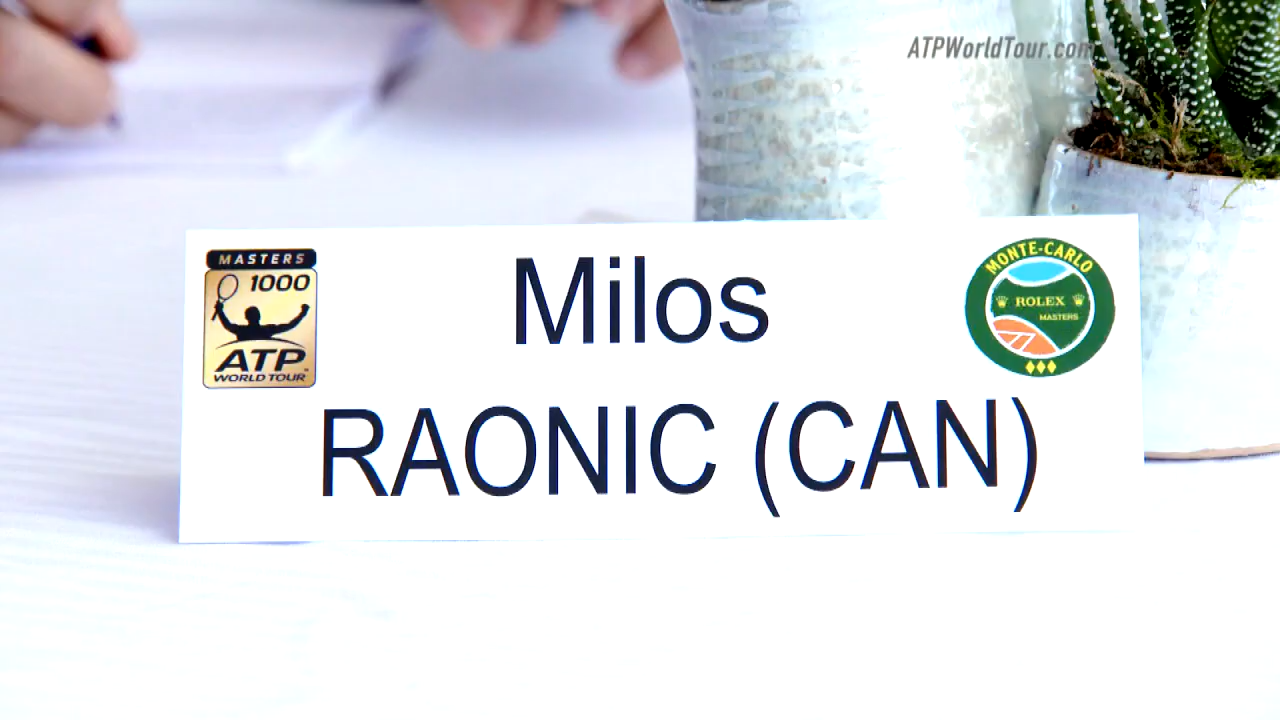 ATPWorldTour.com
MASTERS
1000
ATP
WORLD TOUR
Milos
RAONIC (CAN)
MONTE-CARLO
ROLEX
MASTERS